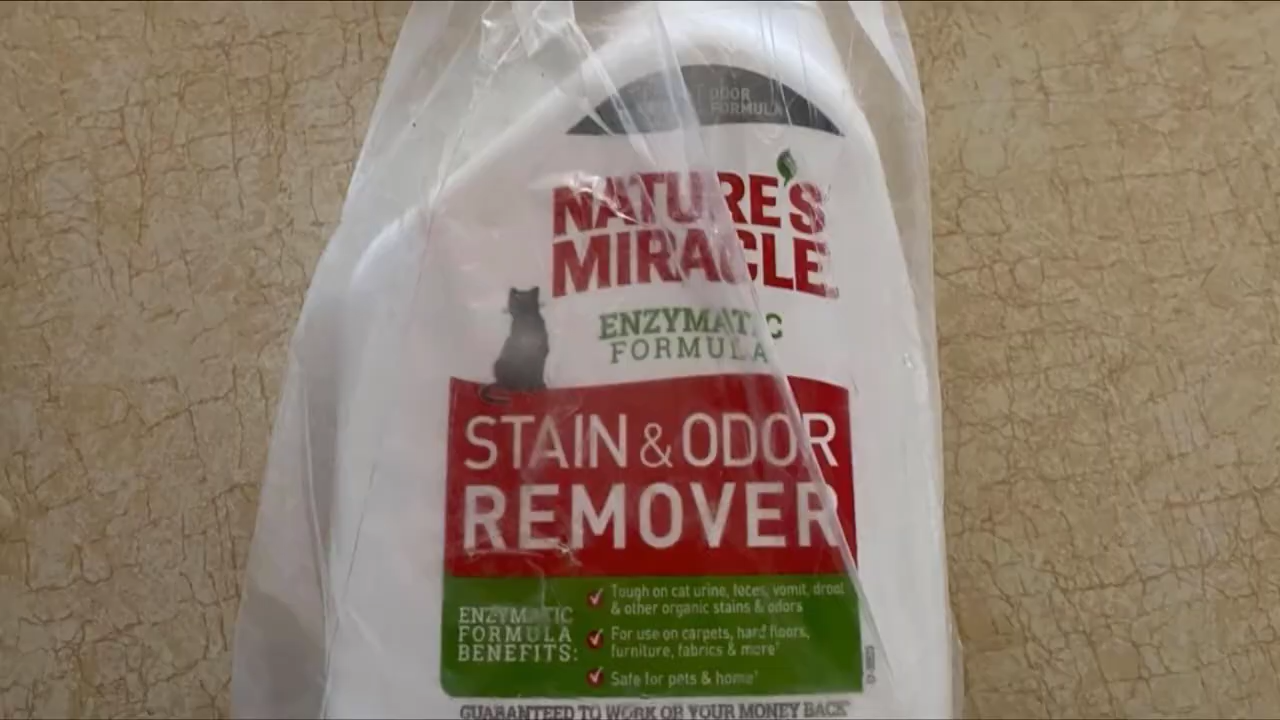 ODOR
FORMULA
NATURE'S
MIRACLE
ENZYMATIC
FORMULA
STAIN & ODOR
REMOVER
ENZYMATIC
FORMULA
BENEFITS:
Tough on cat urine, feces, vomit, drool
& other organic stains & odors
For use on carpets, hard floors,
furniture, fabrics & more†
Safe for pets & home*
GUARANTEED TO WORK OR YOUR MONEY BACK